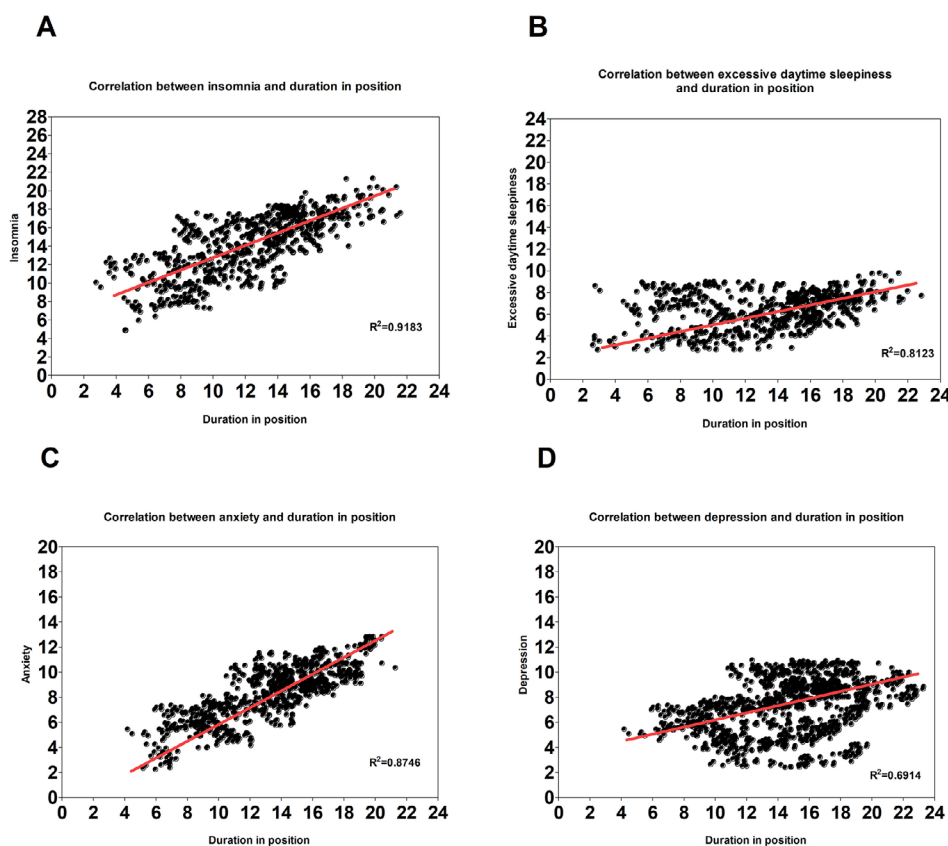 A
Correlation between insomnia and duration in position
28
26
24
22
20
18
16
14
12
10
8
6
4
2
0
Insomnia
R²=0.9183
0 2 4 6 8 10 12 14 16 18 20 22 24
Duration in position
B
Correlation between excessive daytime sleepiness
and duration in position
24
22
20
18
16
14
12
10
8
6
4
2
0
Excessive daytime sleepiness
R²=0.8123
0 2 4 6 8 10 12 14 16 18 20 22 24
Duration in position
C
Correlation between anxiety and duration in position
20
18
16
14
12
10
8
6
4
2
0
Anxiety
R²=0.8746
0 2 4 6 8 10 12 14 16 18 20 22 24
Duration in position
D
Correlation between depression and duration in position
20
18
16
14
12
10
8
6
4
2
0
Depression
R²=0.6914
0 2 4 6 8 10 12 14 16 18 20 22 24
Duration in position